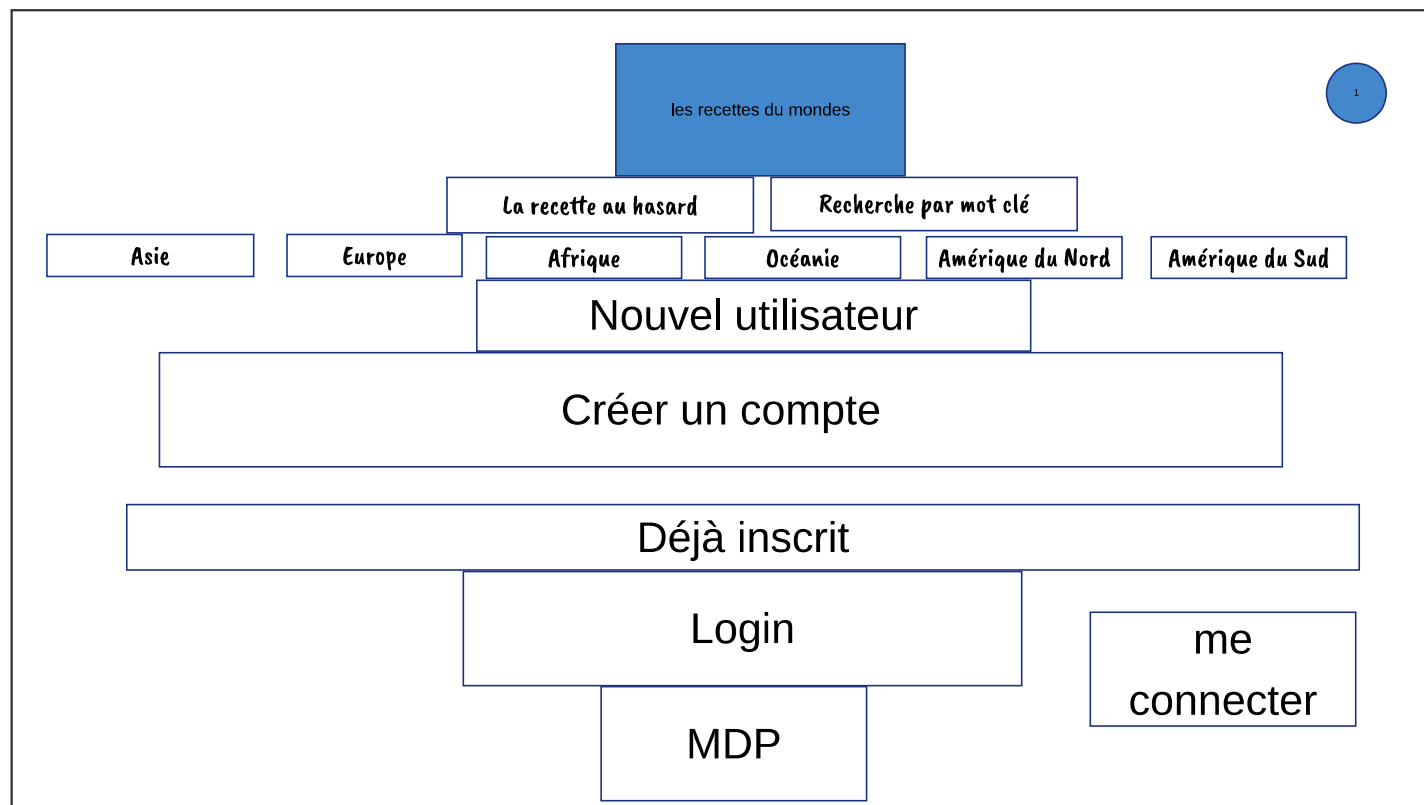 les recettes du mondes
1
La recette au hasard
Recherche par mot clé
Asie
Europe
Afrique
Océanie
Amérique du Nord
Amérique du Sud
Nouvel utilisateur
Créer un compte
Déjà inscrit
Login
me
connecter
MDP